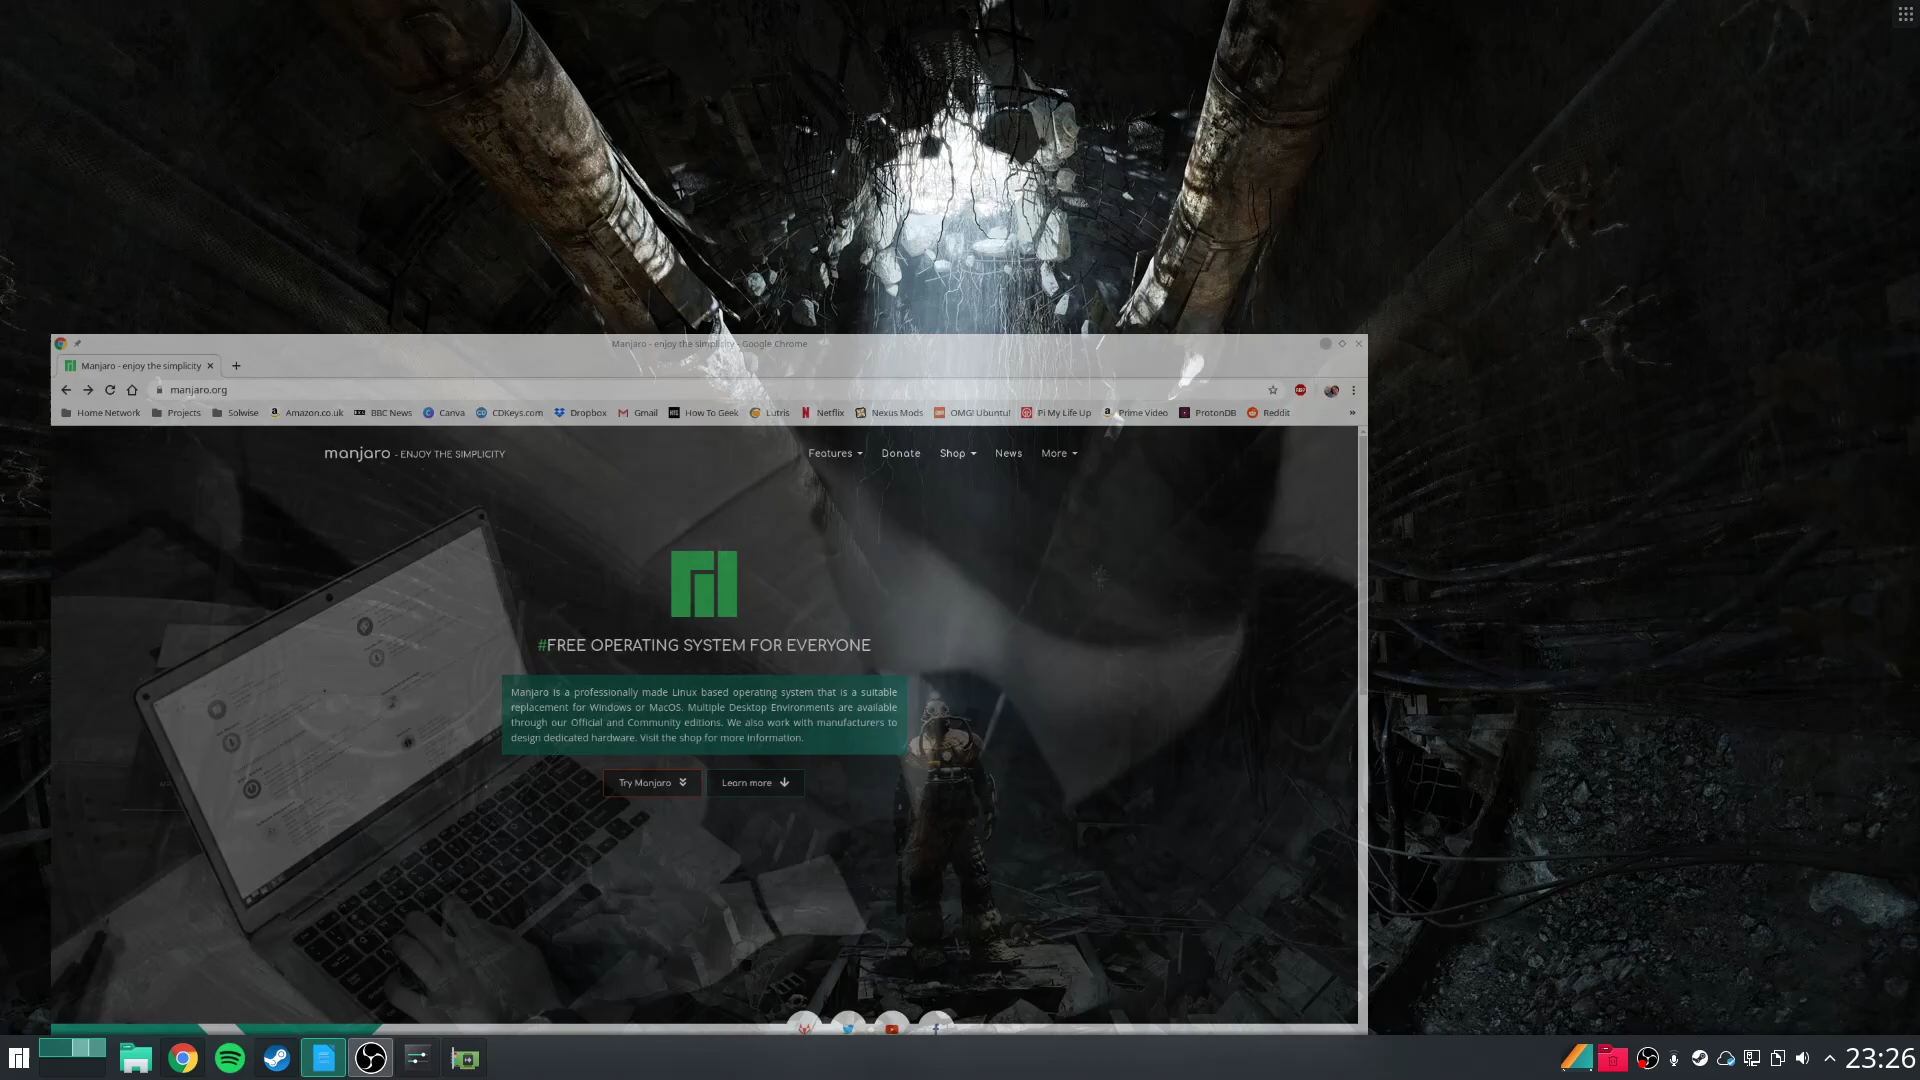 Manjaro - enjoy the simplicity - Google Chrome
Manjaro - enjoy the simplicity
manjaro.org
Home Network Projects Solwise Amazon.co.uk BBC News Canva CDKeys.com Dropbox Gmail How To Geek Lutris Netflix Nexus Mods OMG! Ubuntu! Pi My Life Up Prime Video ProtonDB Reddit »
manjaro - ENJOY THE SIMPLICITY Features Donate Shop News More
#FREE OPERATING SYSTEM FOR EVERYONE
Manjaro is a professionally made Linux based operating system that is a suitable
replacement for Windows or MacOS. Multiple Desktop Environments are available
through our Official and Community editions. We also work with manufacturers to
design dedicated hardware. Visit the shop for more information.
Try Manjaro Learn more
23:26